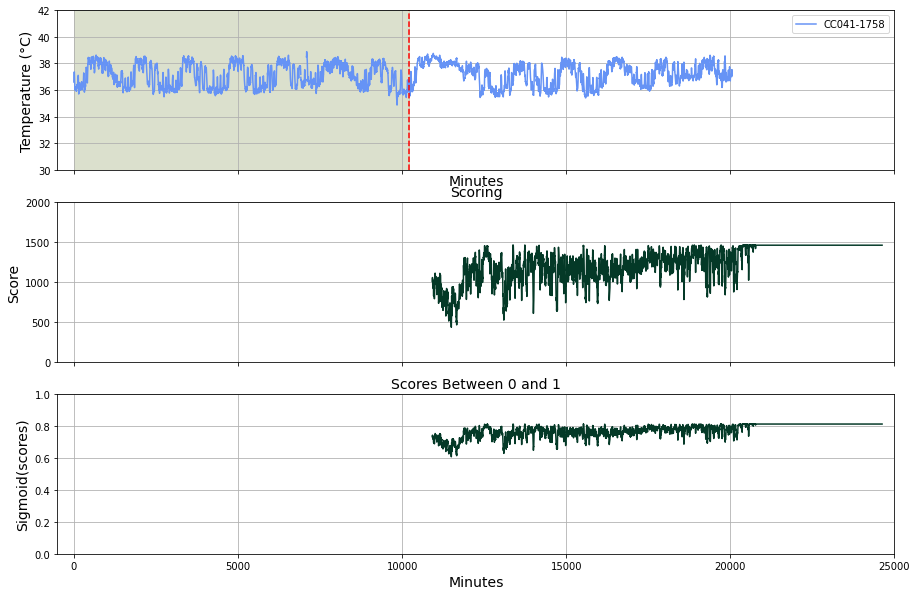 42
40
38
36
34
32
30
Temperature (°C)
CC041-1758
Minutes
Scoring
2000
1500
1000
500
0
Score
Scores Between 0 and 1
1.0
0.8
0.6
0.4
0.2
0.0
Sigmoid(scores)
0 5000 10000 15000 20000 25000
Minutes